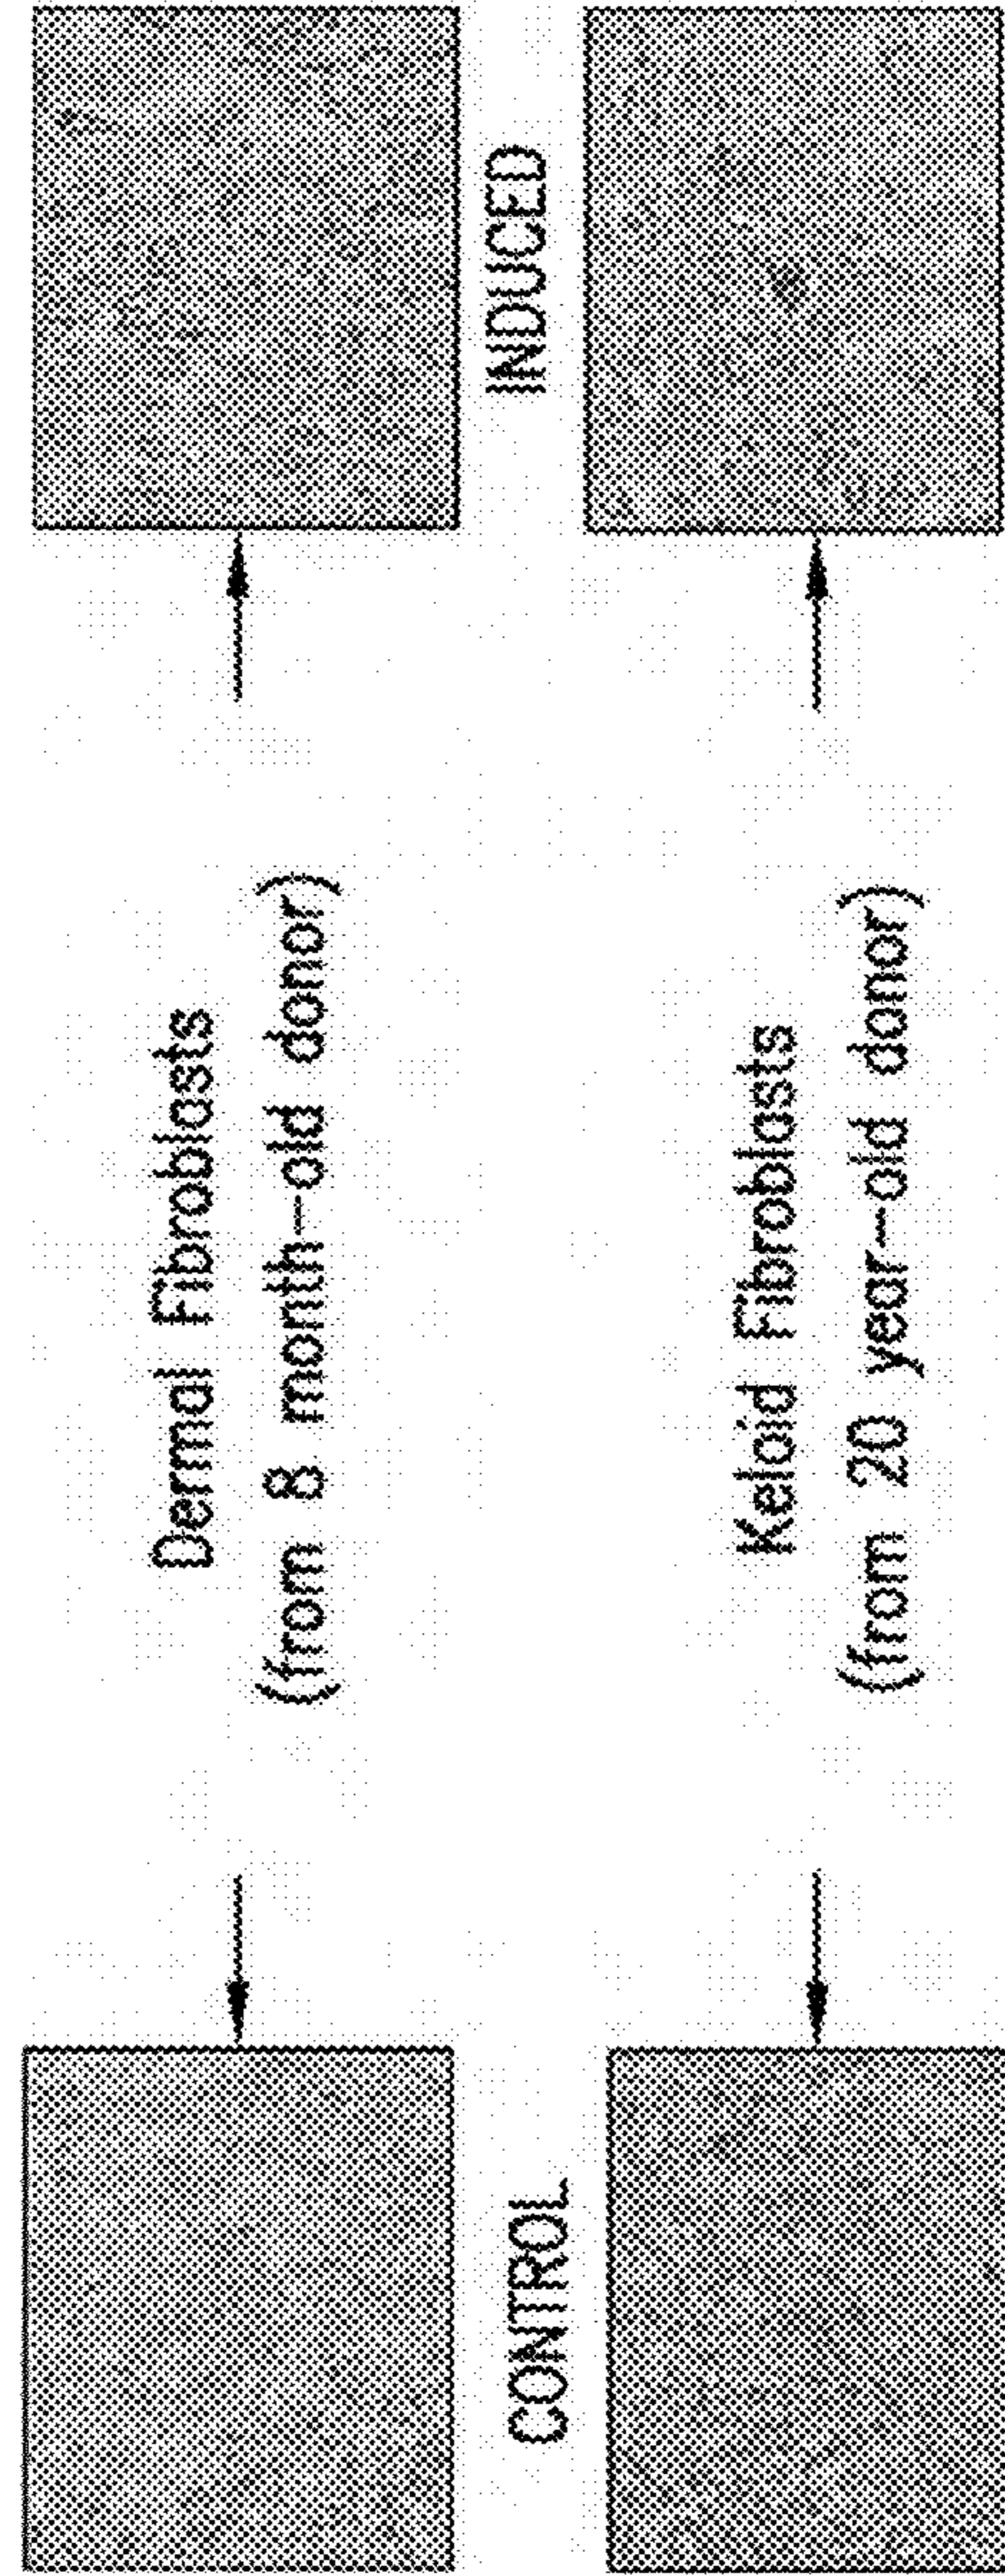 Dermal Fibroblasts
(from 8 month-old donor)
CONTROL
INDUCED
Keloid Fibroblasts
(from 20 year-old donor)